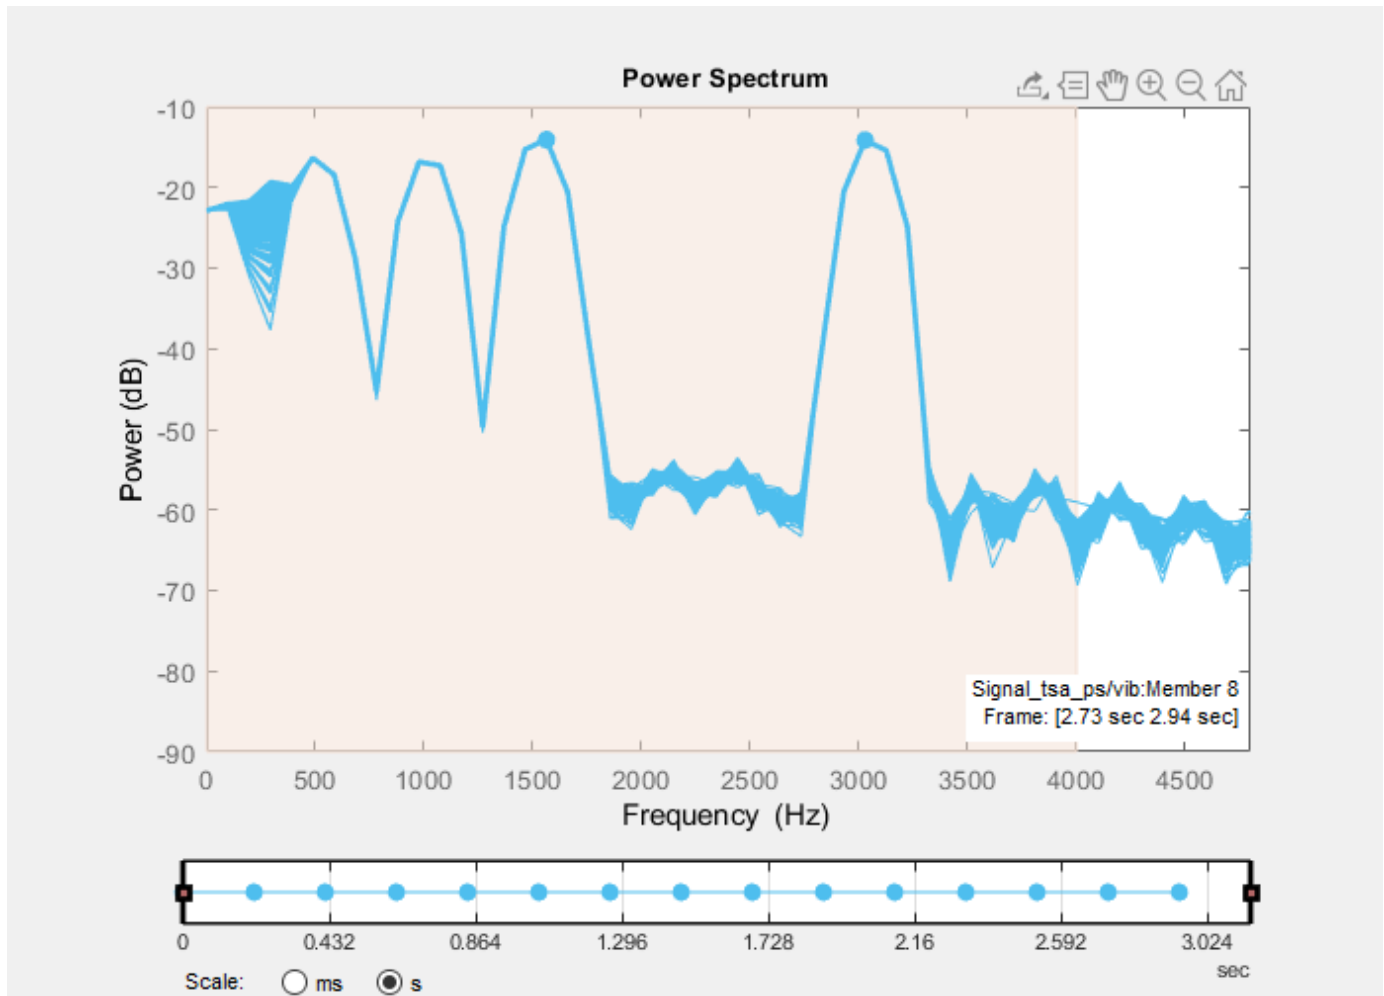 Power Spectrum
-10
-20
-30
-40
-50
-60
-70
-80
-90
Power (dB)
Signal_tsa_ps/vib:Member 8
Frame: [2.73 sec 2.94 sec]
0 500 1000 1500 2000 2500 3000 3500 4000 4500
Frequency (Hz)
0 0.432 0.864 1.296 1.728 2.16 2.592 3.024
sec
Scale: ms s